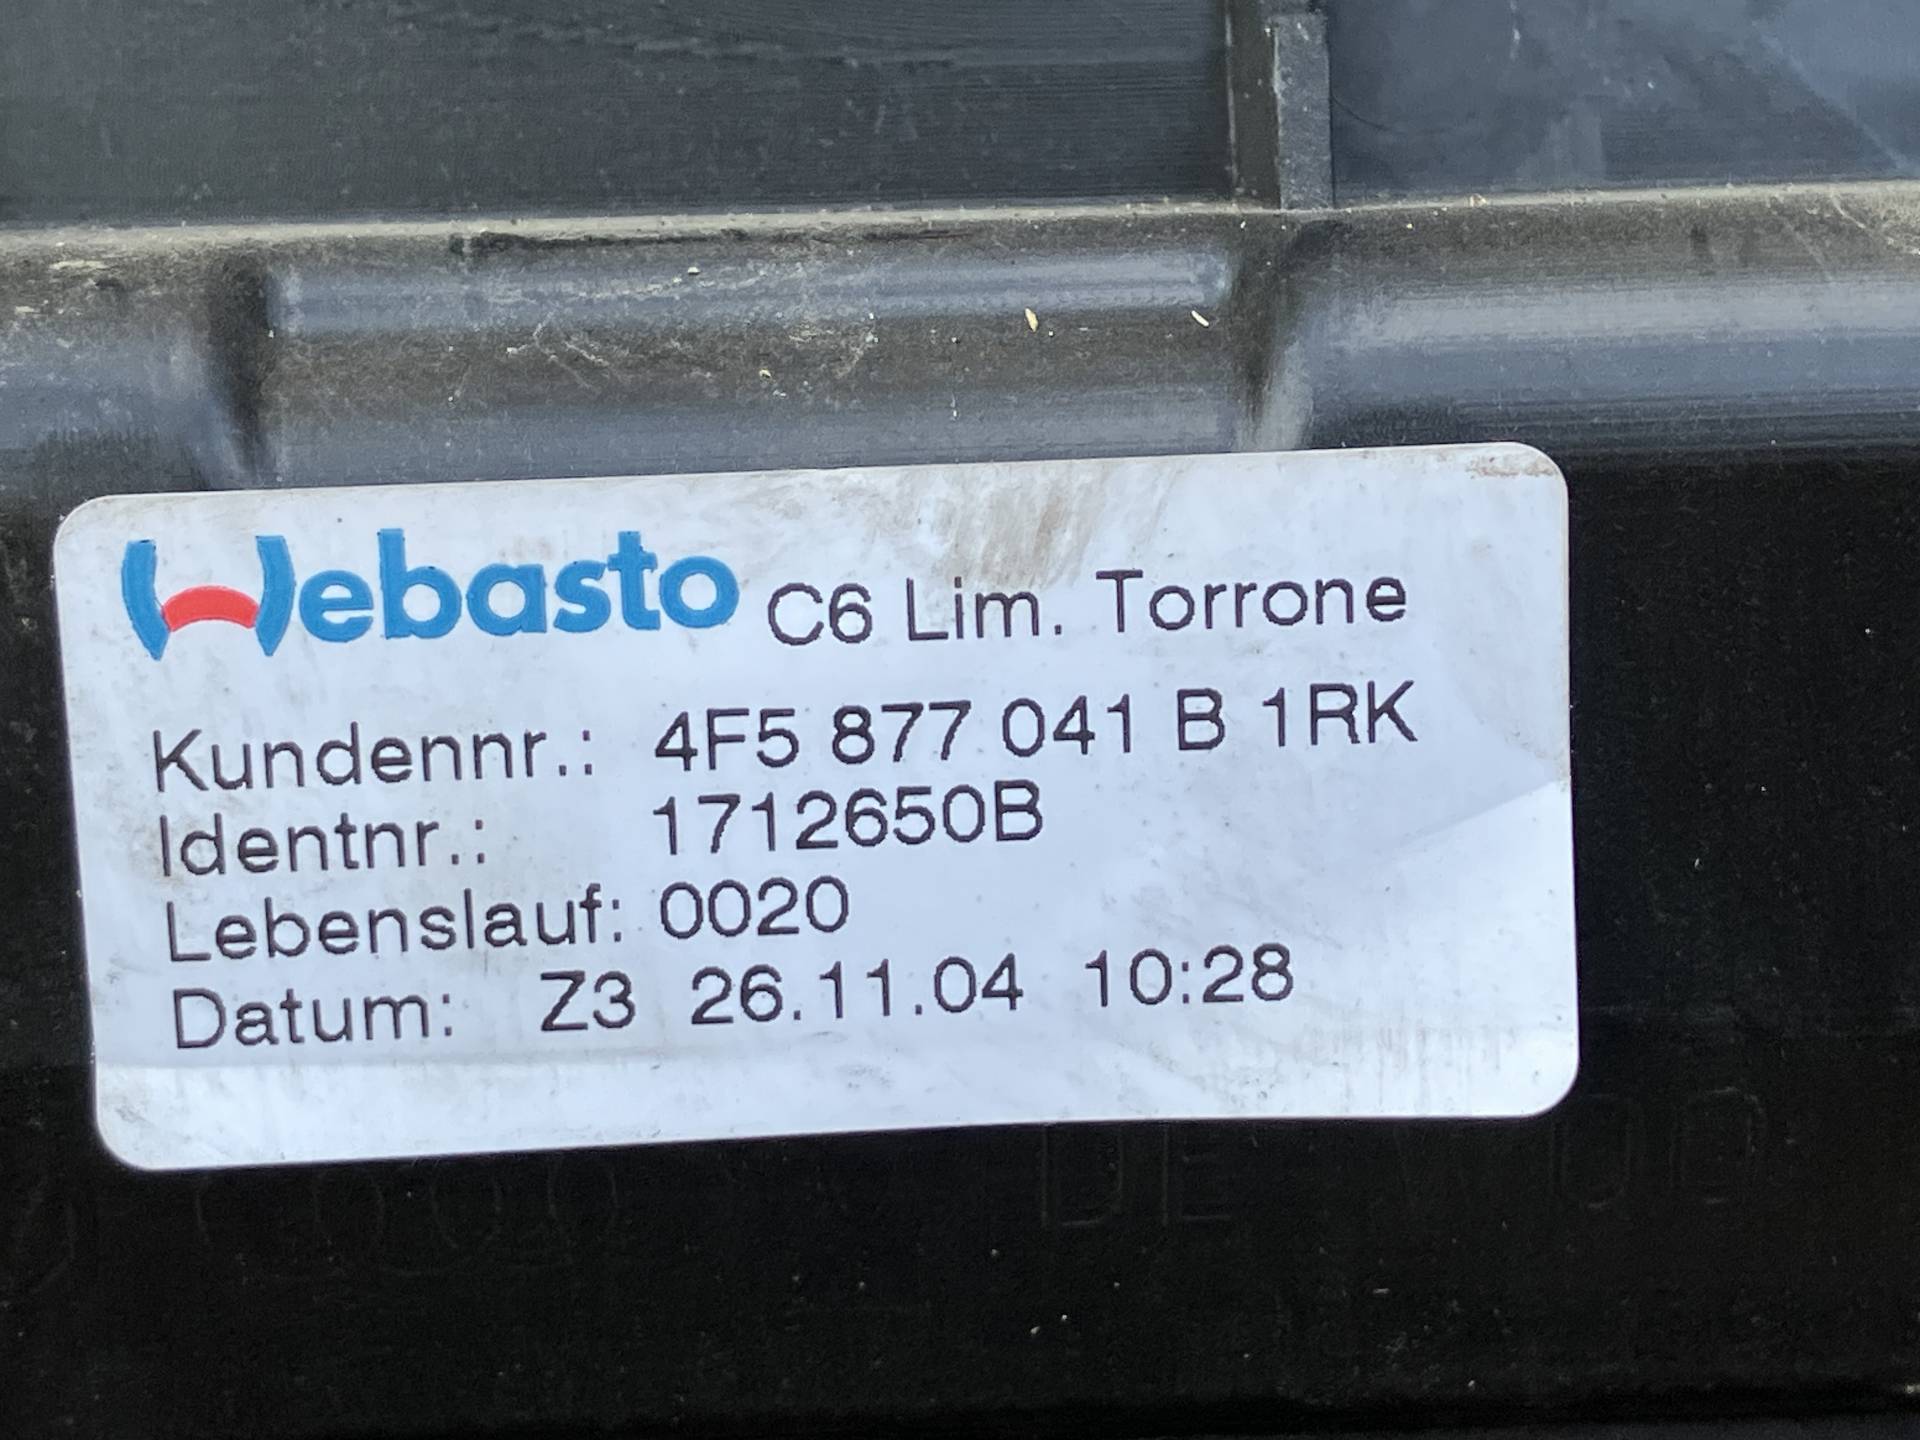 Webasto C6 Lim. Torrone
Kundennr.: 4F5 877 041 B 1RK
Identnr.: 1712650B
Lebenslauf: 0020
Datum: Z3 26.11.04 10:28